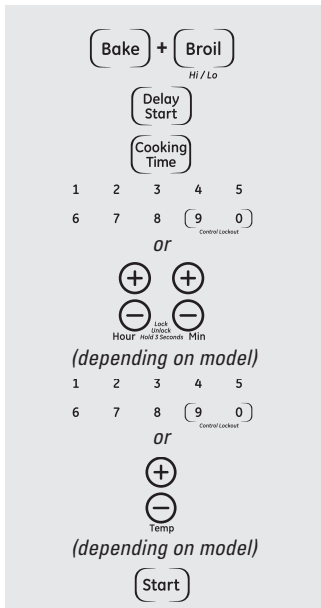 Bake + Broil
Hi / Lo
Delay
Start
Cooking
Time
1 2 3 4 5
6 7 8 9 0
Control Lockout
or
+ +
− −
Lock
Unlock
Hour Hold 3 Seconds Min
(depending on model)
1 2 3 4 5
6 7 8 9 0
Control Lockout
or
+
−
Temp
(depending on model)
Start